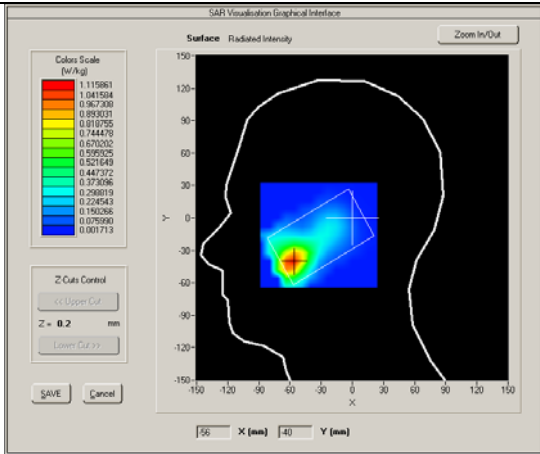 SAR Visualisation Graphical Interface
Surface Radiated Intensity
Zoom In/Out
Colors Scale
(W/kg)
1.115861
1.041584
0.967308
0.893031
0.818755
0.744478
0.670202
0.595925
0.521649
0.447372
0.373096
0.298819
0.224543
0.150266
0.075990
0.001713
Z-Cuts Control
<< Upper Cut
Z = 0.2 mm
Lower Cut >>
SAVE Cancel
150
120
90
60
30
0
-30
-60
-90
-120
-150
Y
-150 -120 -90 -60 -30 0 30 60 90 120 150
X
-56 X (mm) -40 Y (mm)